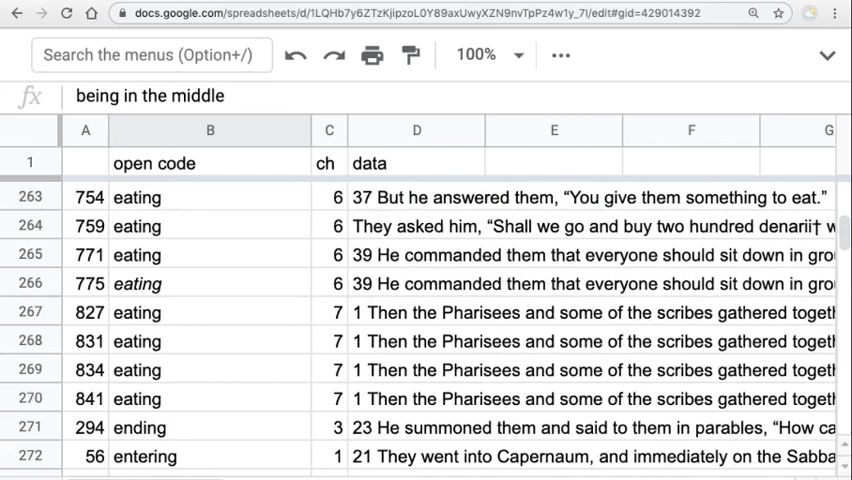 docs.google.com/spreadsheets/d/1LQHb7y6ZTzKjipzoL0Y89axUwyXZN9nvTpPz4w1y_7I/edit#gid=429014392
Search the menus (Option+/) 100%
fx being in the middle
A B C D E F G
1 open code ch data
263 754 eating 6 37 But he answered them, “You give them something to eat.”
264 759 eating 6 They asked him, “Shall we go and buy two hundred denarii† w
265 771 eating 6 39 He commanded them that everyone should sit down in gro
266 775 eating 6 39 He commanded them that everyone should sit down in gro
267 827 eating 7 1 Then the Pharisees and some of the scribes gathered togeth
268 831 eating 7 1 Then the Pharisees and some of the scribes gathered togeth
269 834 eating 7 1 Then the Pharisees and some of the scribes gathered togeth
270 841 eating 7 1 Then the Pharisees and some of the scribes gathered togeth
271 294 ending 3 23 He summoned them and said to them in parables, “How ca
272 56 entering 1 21 They went into Capernaum, and immediately on the Sabba